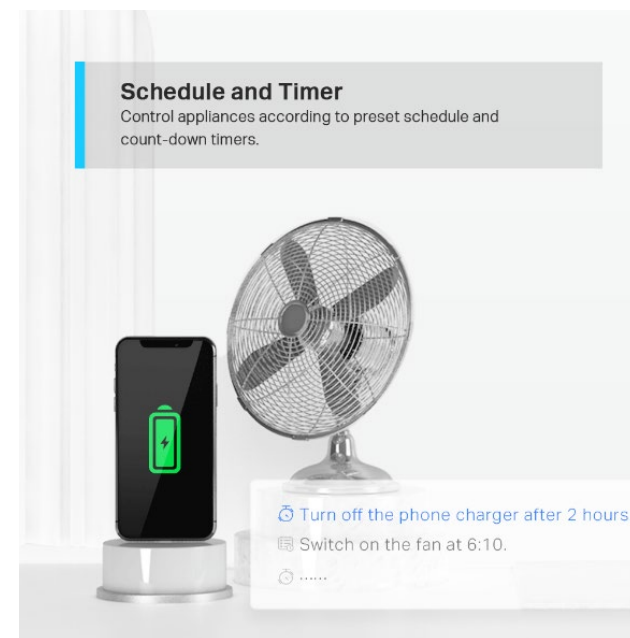 Schedule and Timer
Control appliances according to preset schedule and
count-down timers.
Turn off the phone charger after 2 hours
Switch on the fan at 6:10.
......